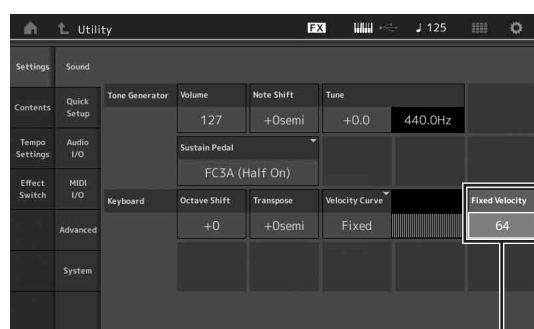 Utility
FX
♩ 125
Settings
Sound
Contents
Quick
Setup
Tempo
Settings
Audio
I/O
Effect
Switch
MIDI
I/O
Advanced
System
Tone Generator
Volume
127
Note Shift
+0semi
Tune
+0.0
440.0Hz
Sustain Pedal
FC3A (Half On)
Keyboard
Octave Shift
+0
Transpose
+0semi
Velocity Curve
Fixed
Fixed Velocity
64